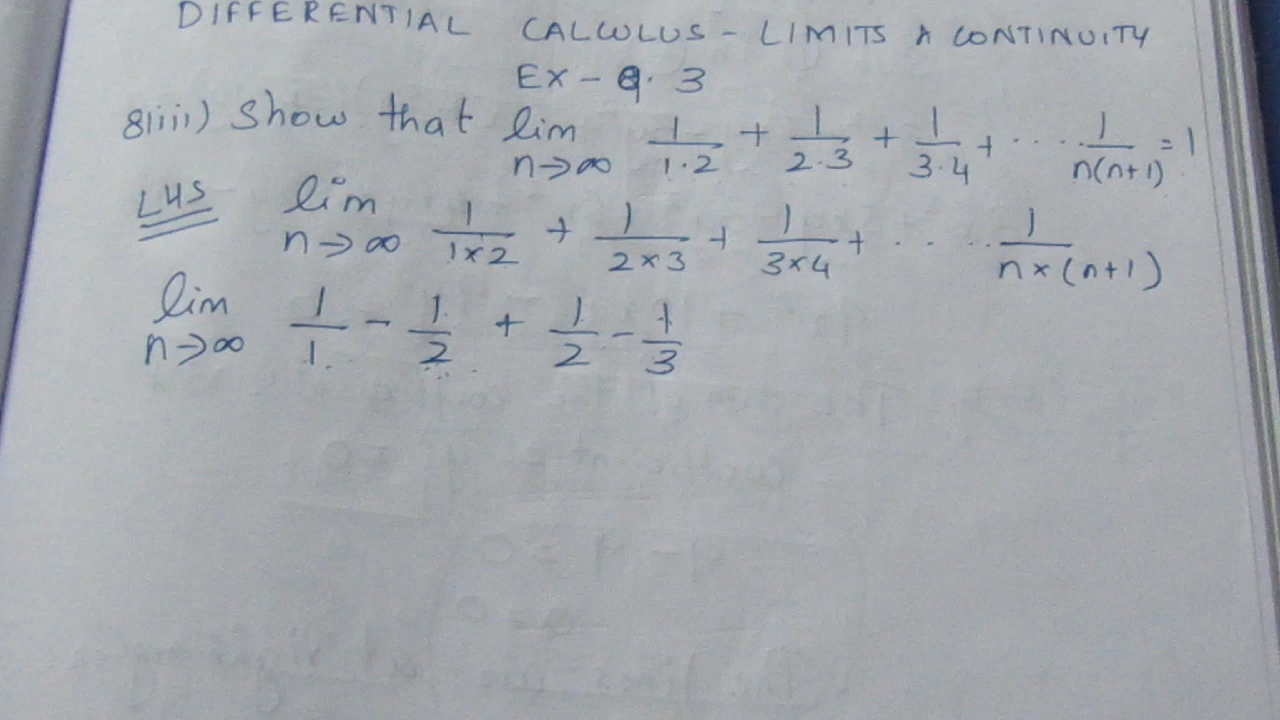 DIFFERENTIAL CALCULUS - LIMITS & CONTINUITY
EX - 9.3
8)iii) Show that lim n→∞ 1/1·2 + 1/2·3 + 1/3·4 + ... 1/n(n+1) = 1
LHS lim n→∞ 1/1×2 + 1/2×3 + 1/3×4 + .. .. 1/n×(n+1)
lim n→∞ 1/1 - 1/2 + 1/2 - 1/3